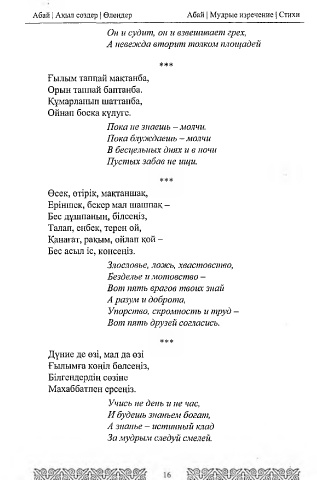 Абай | Ақыл сөздер | Өлеңдер
Абай | Мудрые изречение | Стихи
Он и судит, он и взвешивает грех,
А невежда вторит толком площадей
***
Ғылым таппай мақтанба,
Орын таппай баптанба.
Құмарланып шаттанба,
Ойнап босқа күлуге.
Пока не знаешь – молчи.
Пока блуждаешь – молчи
В бесцельных днях и в ночи
Пустых забав не ищи.
***
Өсек, өтірік, мақтаншақ,
Еріншек, бекер мал шашпақ –
Бес дұшпаның, білсеңіз,
Талап, еңбек, терең ой,
Қанағат, рақым, ойлап қой –
Бес асыл іс, көнсеңіз.
Злословье, ложь, хвастовство,
Безделье и мотовство –
Вот пять врагов твоих знай
А разум и доброта,
Упорство, скромность и труд –
Вот пять друзей согласись.
***
Дүние де өзі, мал да өзі
Ғылымға көңіл бөлсеңіз,
Білгендердің сөзіне
Махаббатпен ерсеңіз.
Учись не день и не час,
И будешь знаньем богат,
А знанье – истинный клад
За мудрым следуй смелей.
16